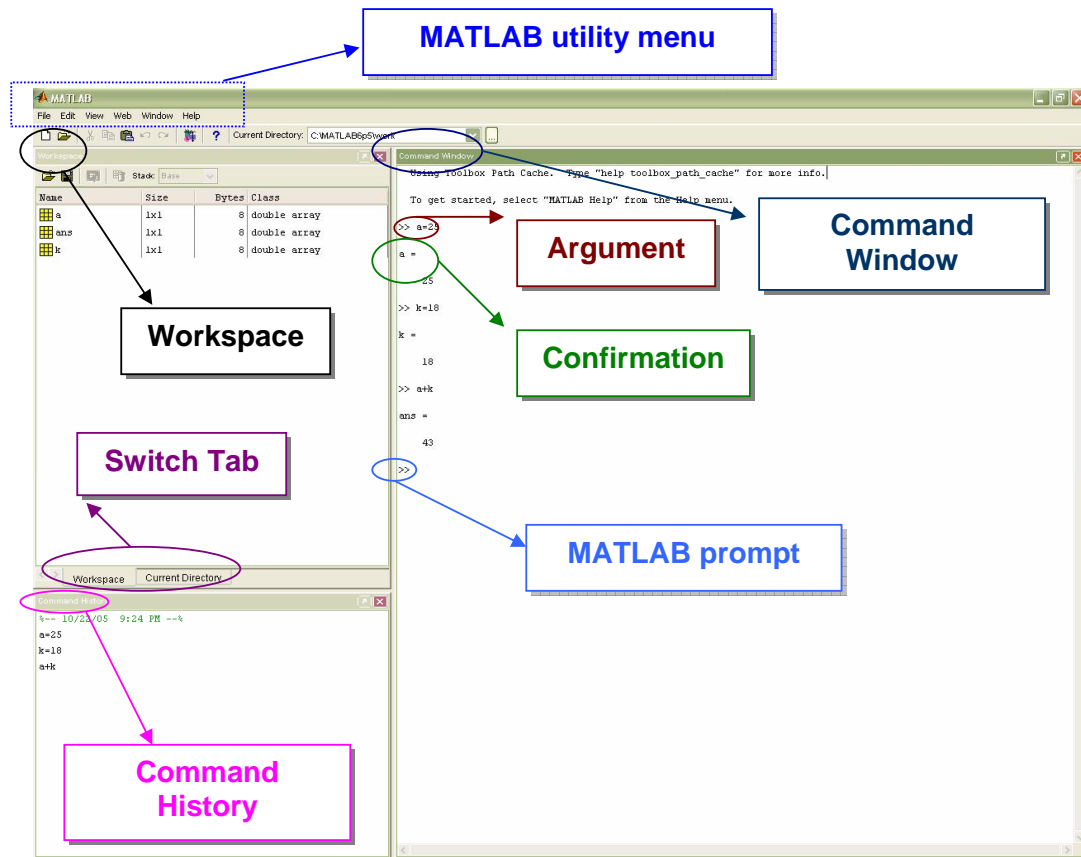 MATLAB utility menu
MATLAB
File Edit View Web Window Help
? Current Directory: C:\MATLAB6p5\work ...
Workspace
Stack: Base
Name Size Bytes Class
a 1x1 8 double array
ans 1x1 8 double array
k 1x1 8 double array
Workspace
Switch Tab
Workspace Current Directory
Command History
%-- 10/22/05 9:24 PM --%
a=25
k=18
a+k
Command
History
Command Window
Using Toolbox Path Cache. Type "help toolbox_path_cache" for more info.
To get started, select "MATLAB Help" from the Help menu.
>> a=25
a =
25
>> k=18
k =
18
>> a+k
ans =
43
>>
Argument
Command
Window
Confirmation
MATLAB prompt